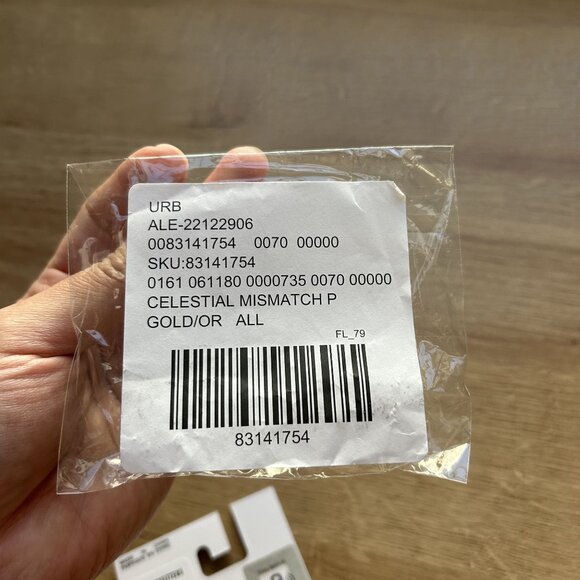 URB
ALE-22122906
0083141754 0070 00000
SKU:83141754
0161 061180 0000735 0070 00000
CELESTIAL MISMATCH P
GOLD/OR ALL
FL_79
83141754